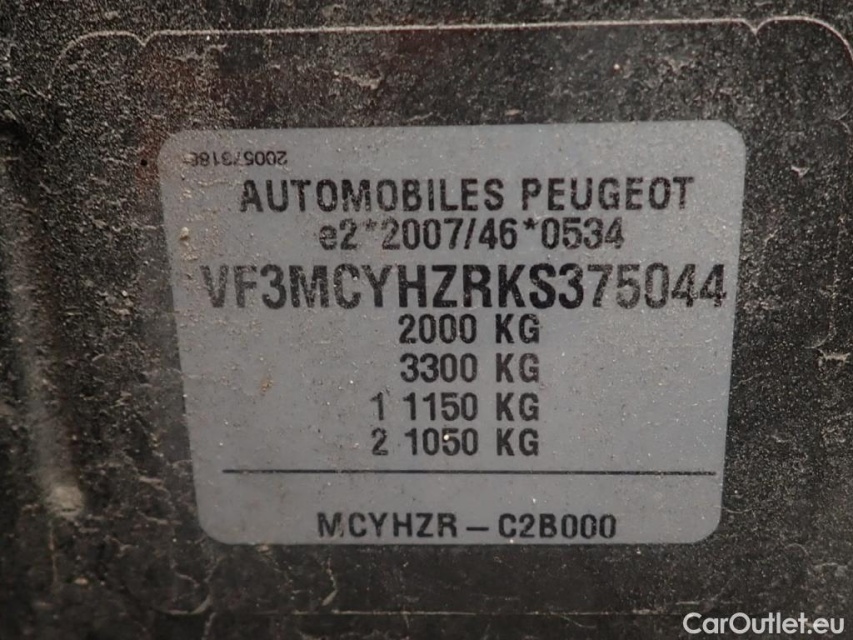 20057318E
AUTOMOBILES PEUGEOT
e2*2007/46*0534
VF3MCYHZRKS375044
2000 KG
3300 KG
1 1150 KG
2 1050 KG
MCYHZR – C2B000
CarOutlet.eu